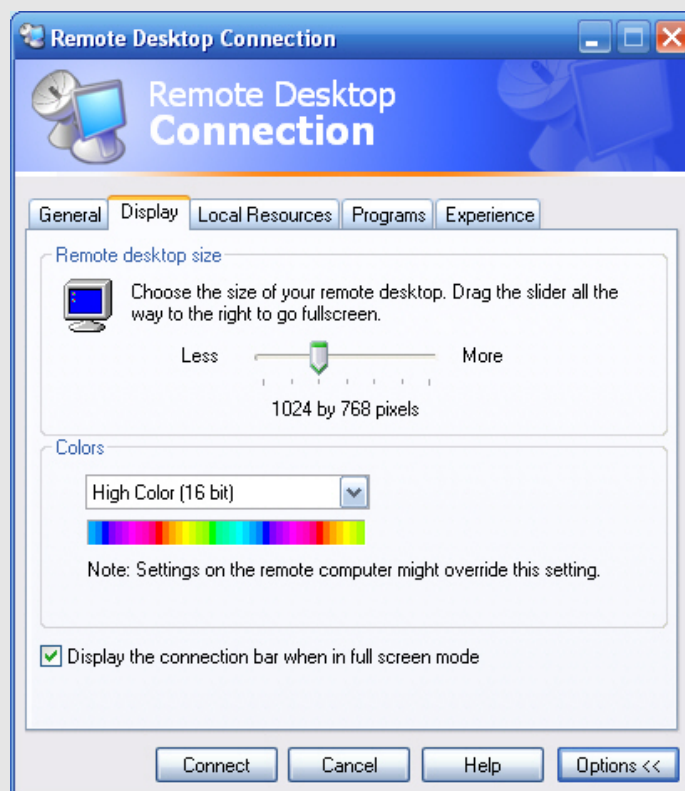 Remote Desktop Connection
Remote Desktop
Connection
General Display Local Resources Programs Experience
Remote desktop size
Choose the size of your remote desktop. Drag the slider all the
way to the right to go fullscreen.
Less More
1024 by 768 pixels
Colors
High Color (16 bit)
Note: Settings on the remote computer might override this setting.
Display the connection bar when in full screen mode
Connect Cancel Help Options <<